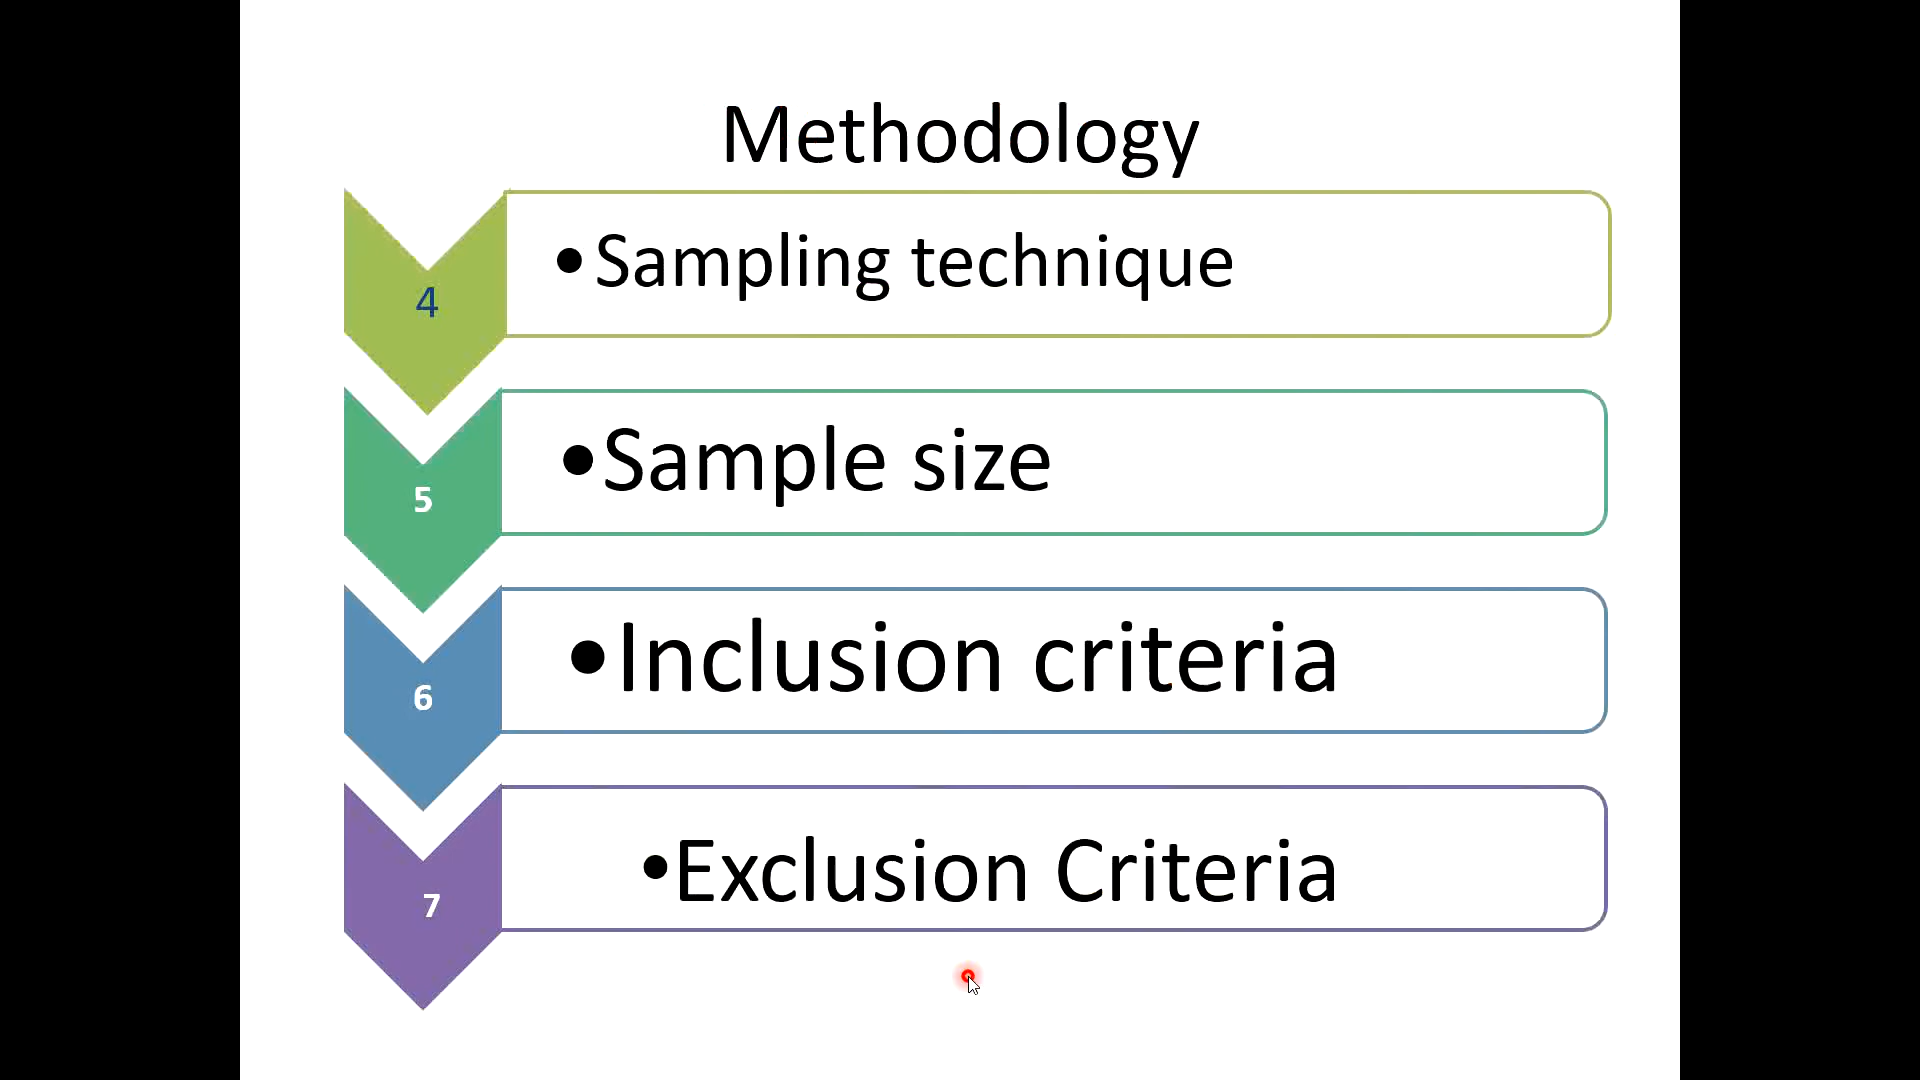 Methodology
4
•Sampling technique
5
•Sample size
6
•Inclusion criteria
7
•Exclusion Criteria